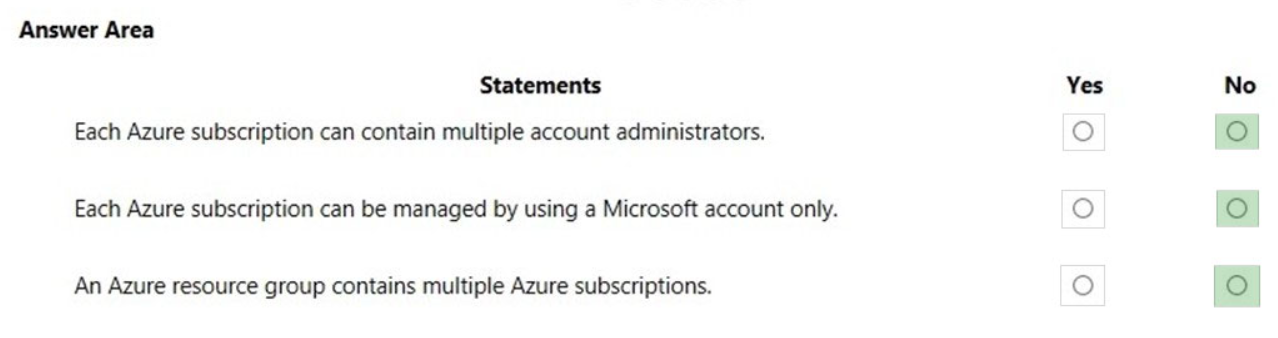 Answer Area
Statements Yes No
Each Azure subscription can contain multiple account administrators.
Each Azure subscription can be managed by using a Microsoft account only.
An Azure resource group contains multiple Azure subscriptions.